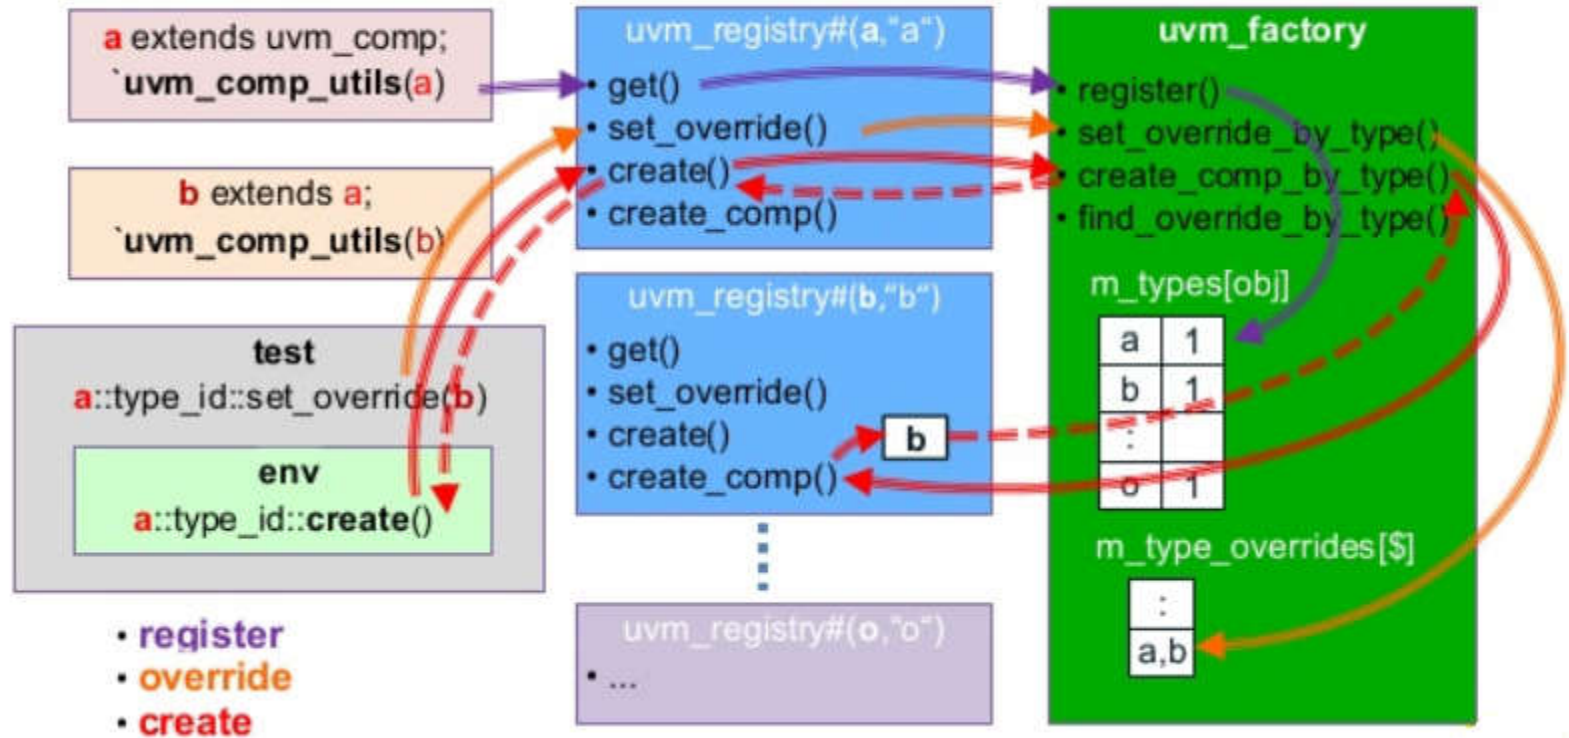 a extends uvm_comp;
`uvm_comp_utils(a)
b extends a;
`uvm_comp_utils(b)
test
a::type_id::set_override(b)
env
a::type_id::create()
• register
• override
• create
uvm_registry#(a,"a")
• get()
• set_override()
• create()
• create_comp()
uvm_registry#(b,"b")
• get()
• set_override()
• create()
b
• create_comp()
uvm_registry#(o,"o")
• ...
uvm_factory
• register()
• set_override_by_type()
• create_comp_by_type()
• find_override_by_type()
m_types[obj]
a 1
b 1
:
o 1
m_type_overrides[$]
:
a,b